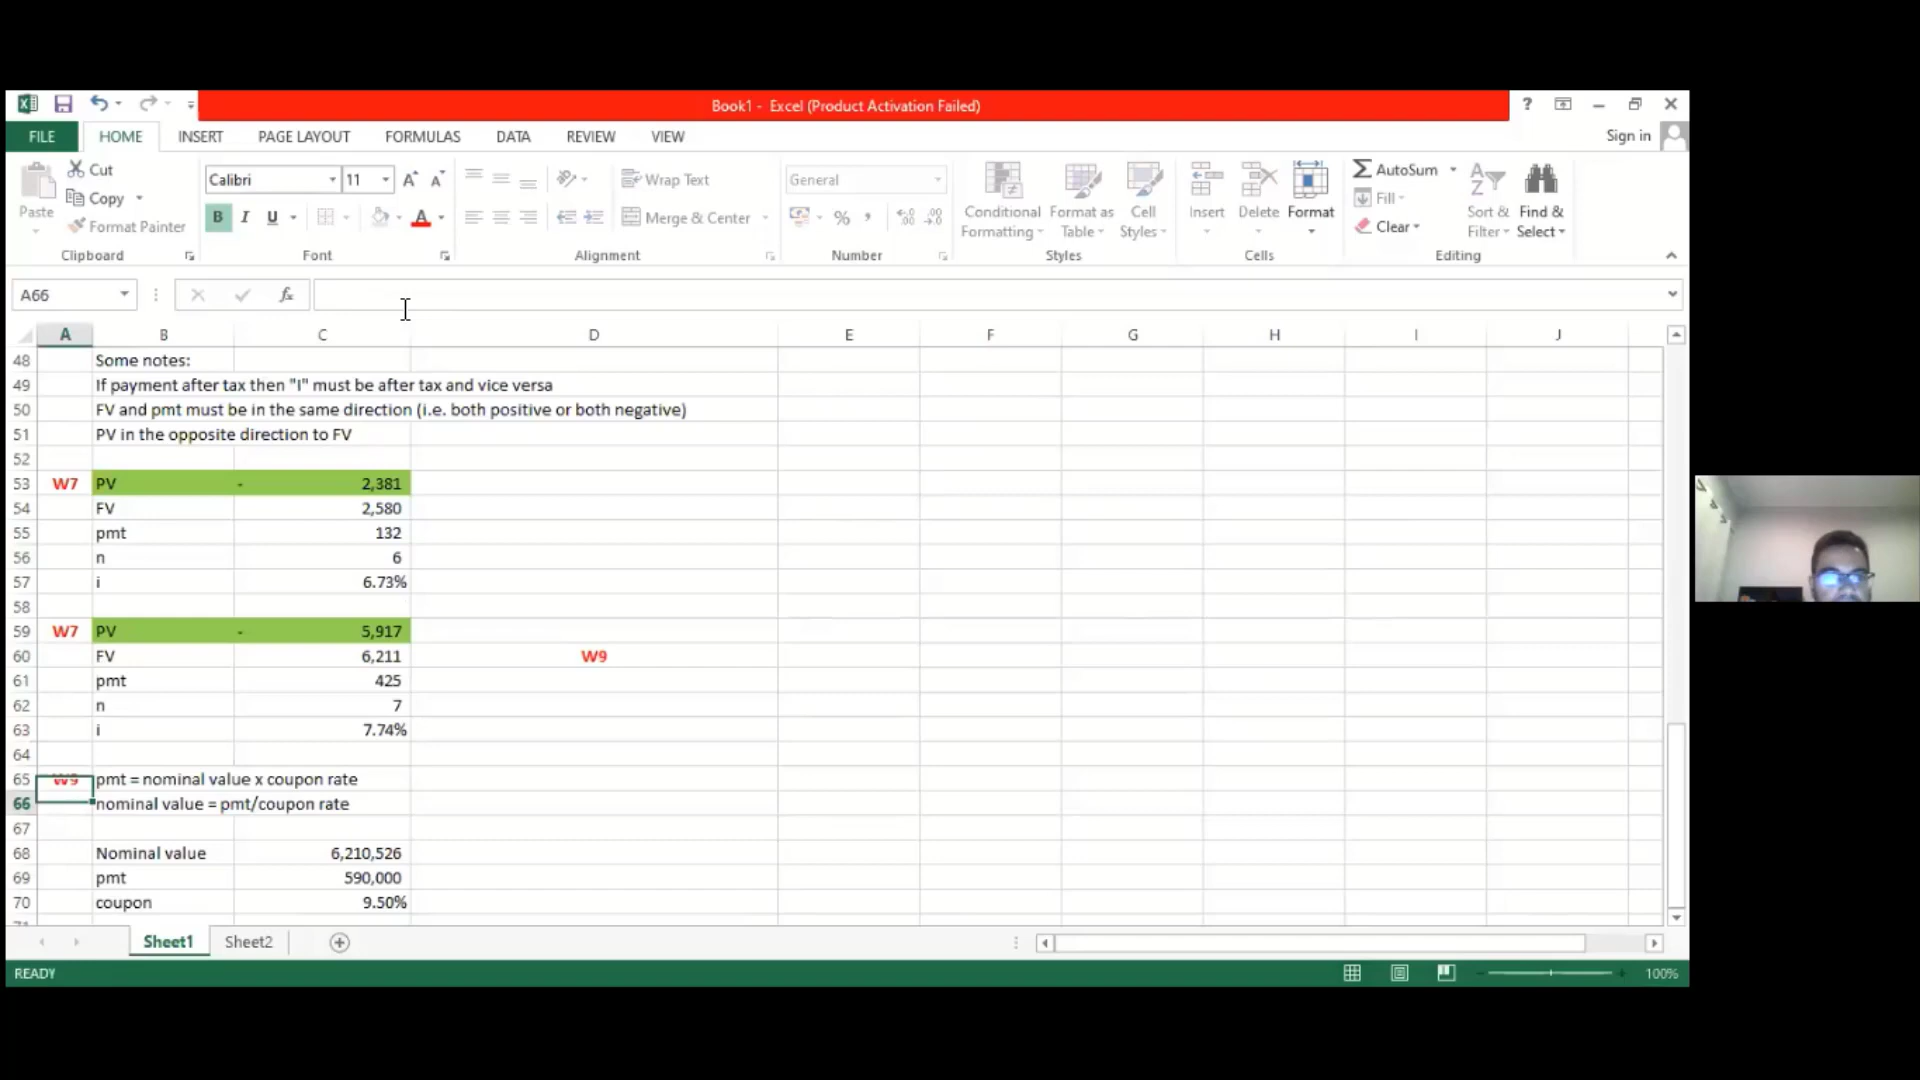 Book1 - Excel (Product Activation Failed)
?
FILE HOME INSERT PAGE LAYOUT FORMULAS DATA REVIEW VIEW Sign in
Paste Cut Copy Format Painter Clipboard
Calibri 11 A A B I U A Font
Wrap Text Merge & Center Alignment
General % , Number
Conditional Formatting Format as Table Cell Styles Styles
Insert Delete Format Cells
AutoSum Fill Clear Sort & Filter Find & Select Editing
A66 fx
A B C D E F G H I J
48 Some notes:
49 If payment after tax then "I" must be after tax and vice versa
50 FV and pmt must be in the same direction (i.e. both positive or both negative)
51 PV in the opposite direction to FV
52
53 W7 PV - 2,381
54 FV 2,580
55 pmt 132
56 n 6
57 i 6.73%
58
59 W7 PV - 5,917
60 FV 6,211 W9
61 pmt 425
62 n 7
63 i 7.74%
64
65 W9 pmt = nominal value x coupon rate
66 nominal value = pmt/coupon rate
67
68 Nominal value 6,210,526
69 pmt 590,000
70 coupon 9.50%
Sheet1 Sheet2
READY 100%